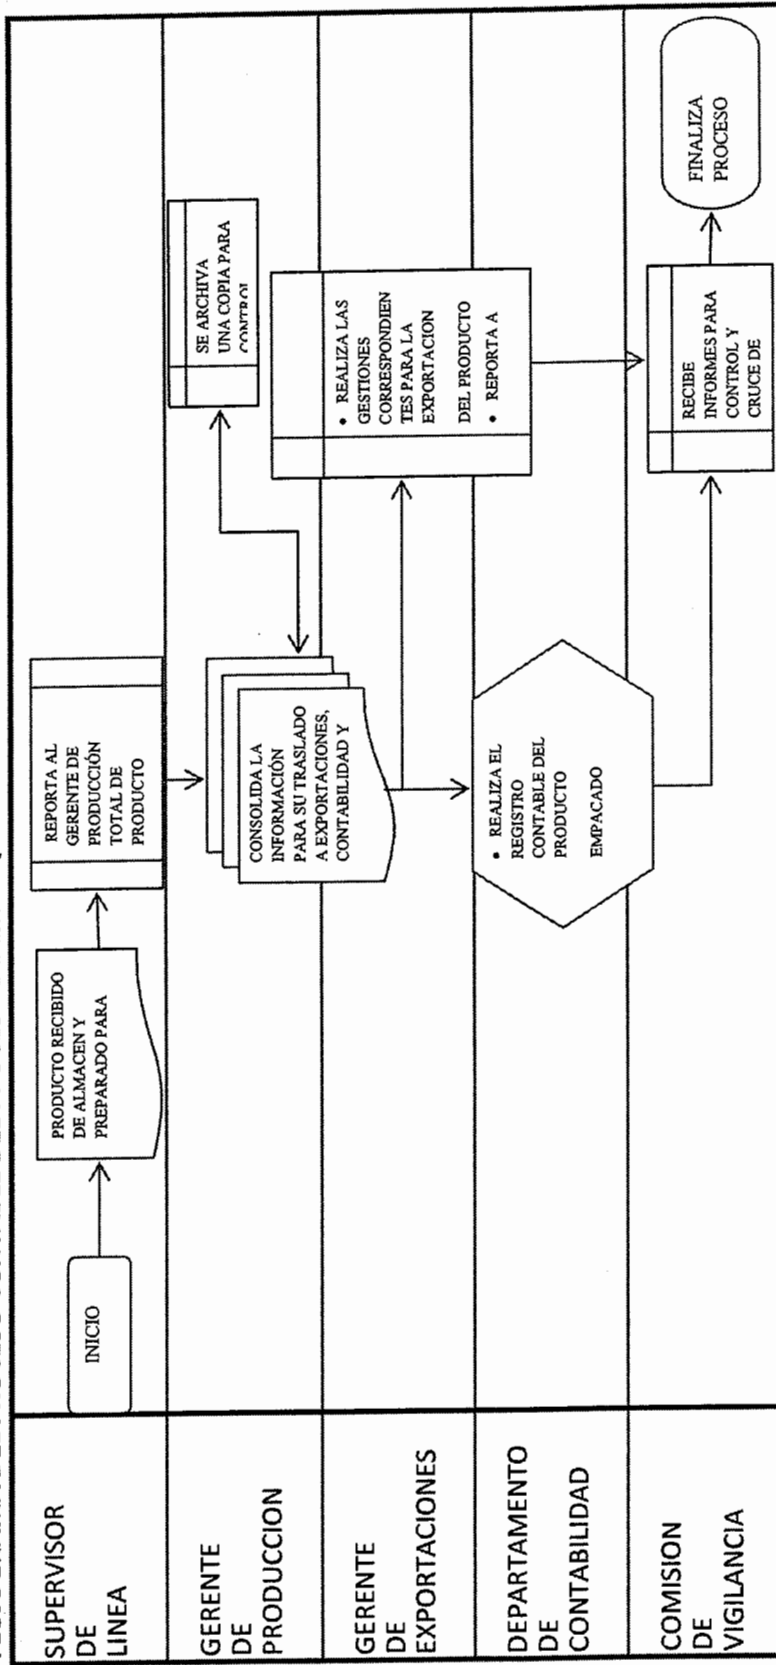 SUPERVISOR
DE
LINEA
INICIO
PRODUCTO RECIBIDO
DE ALMACEN Y
PREPARADO PARA
REPORTA AL
GERENTE DE
PRODUCCIÓN
TOTAL DE
PRODUCTO
GERENTE
DE
PRODUCCION
CONSOLIDA LA
INFORMACIÓN
PARA SU TRASLADO
A EXPORTACIONES,
CONTABILIDAD Y
SE ARCHIVA
UNA COPIA PARA
CONTROL
GERENTE
DE
EXPORTACIONES
• REALIZA LAS
GESTIONES
CORRESPONDIEN
TES PARA LA
EXPORTACION
DEL PRODUCTO
• REPORTA A
DEPARTAMENTO
DE
CONTABILIDAD
• REALIZA EL
REGISTRO
CONTABLE DEL
PRODUCTO
EMPACADO
COMISION
DE
VIGILANCIA
RECIBE
INFORMES PARA
CONTROL Y
CRUCE DE
FINALIZA
PROCESO